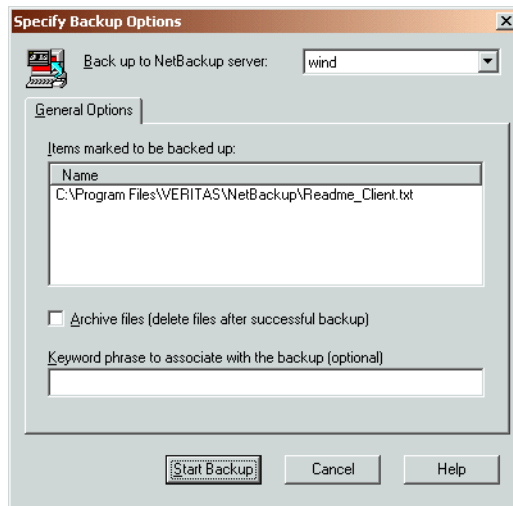 Specify Backup Options
Back up to NetBackup server: wind
General Options
Items marked to be backed up:
Name
C:\Program Files\VERITAS\NetBackup\Readme_Client.txt
Archive files (delete files after successful backup)
Keyword phrase to associate with the backup (optional)
Start Backup Cancel Help